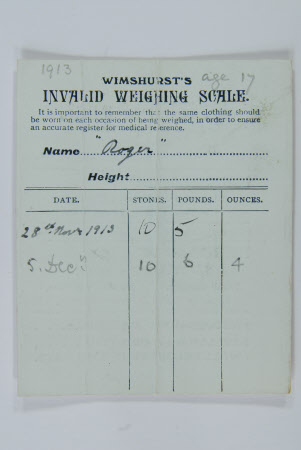 1913 age 17
WIMSHURST'S
INVALID WEIGHING SCALE.
It is important to remember that the same clothing should
be worn on each occasion of being weighed, in order to ensure
an accurate register for medical reference.
Name "Roger"
Height
DATE. STONES. POUNDS. OUNCES.
28th Novr 1913 10 5
5. Decr 10 6 4